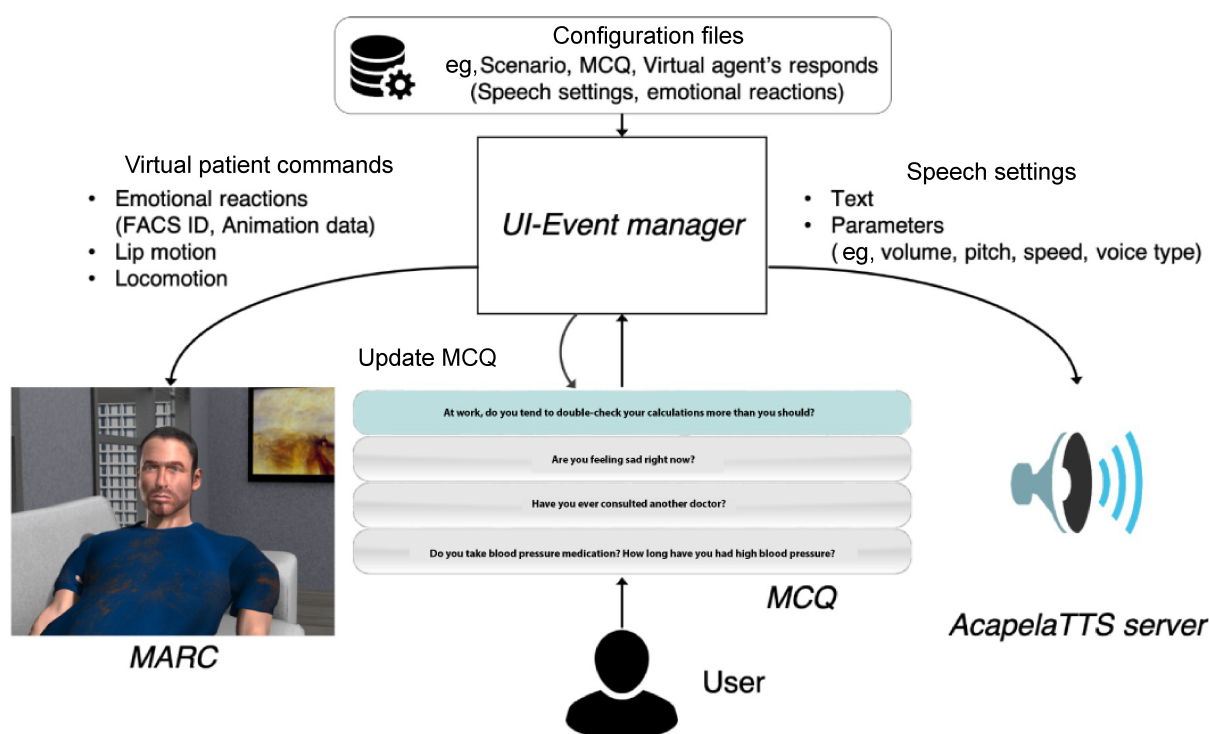 Configuration files
eg, Scenario, MCQ, Virtual agent's responds
(Speech settings, emotional reactions)
Virtual patient commands
• Emotional reactions
(FACS ID, Animation data)
• Lip motion
• Locomotion
UI-Event manager
Speech settings
• Text
• Parameters
( eg, volume, pitch, speed, voice type)
Update MCQ
At work, do you tend to double-check your calculations more than you should?
Are you feeling sad right now?
Have you ever consulted another doctor?
Do you take blood pressure medication? How long have you had high blood pressure?
MCQ
MARC
AcapelaTTS server
User